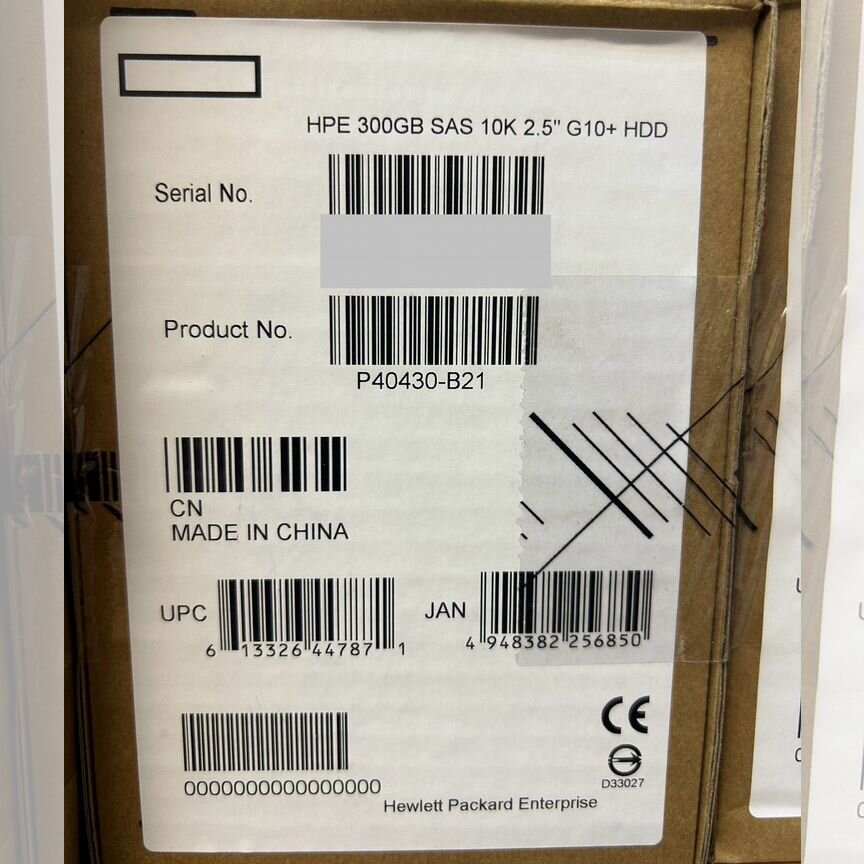 HPE 300GB SAS 10K 2.5" G10+ HDD
Serial No.
Product No.
P40430-B21
CN
MADE IN CHINA
UPC
6 13326 44787 1
JAN
4 948382 256850
CE
D33027
0000000000000000
Hewlett Packard Enterprise